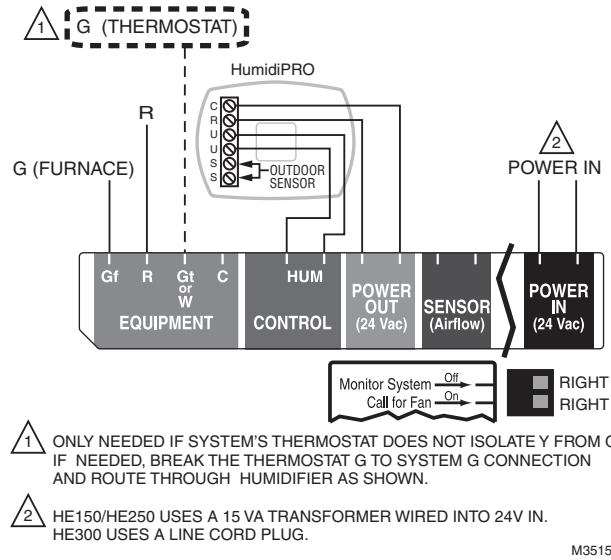 1 G (THERMOSTAT)
HumidiPRO
C
R
U
U
S
S
OUTDOOR
SENSOR
R
G (FURNACE)
2
POWER IN
Gf R Gt or W C
EQUIPMENT
HUM
CONTROL
POWER
OUT
(24 Vac)
SENSOR
(Airflow)
POWER
IN
(24 Vac)
Monitor System Off
Call for Fan On
RIGHT
RIGHT
1 ONLY NEEDED IF SYSTEM'S THERMOSTAT DOES NOT ISOLATE Y FROM
IF NEEDED, BREAK THE THERMOSTAT G TO SYSTEM G CONNECTION
AND ROUTE THROUGH HUMIDIFIER AS SHOWN.
2 HE150/HE250 USES A 15 VA TRANSFORMER WIRED INTO 24V IN.
HE300 USES A LINE CORD PLUG.
M3515